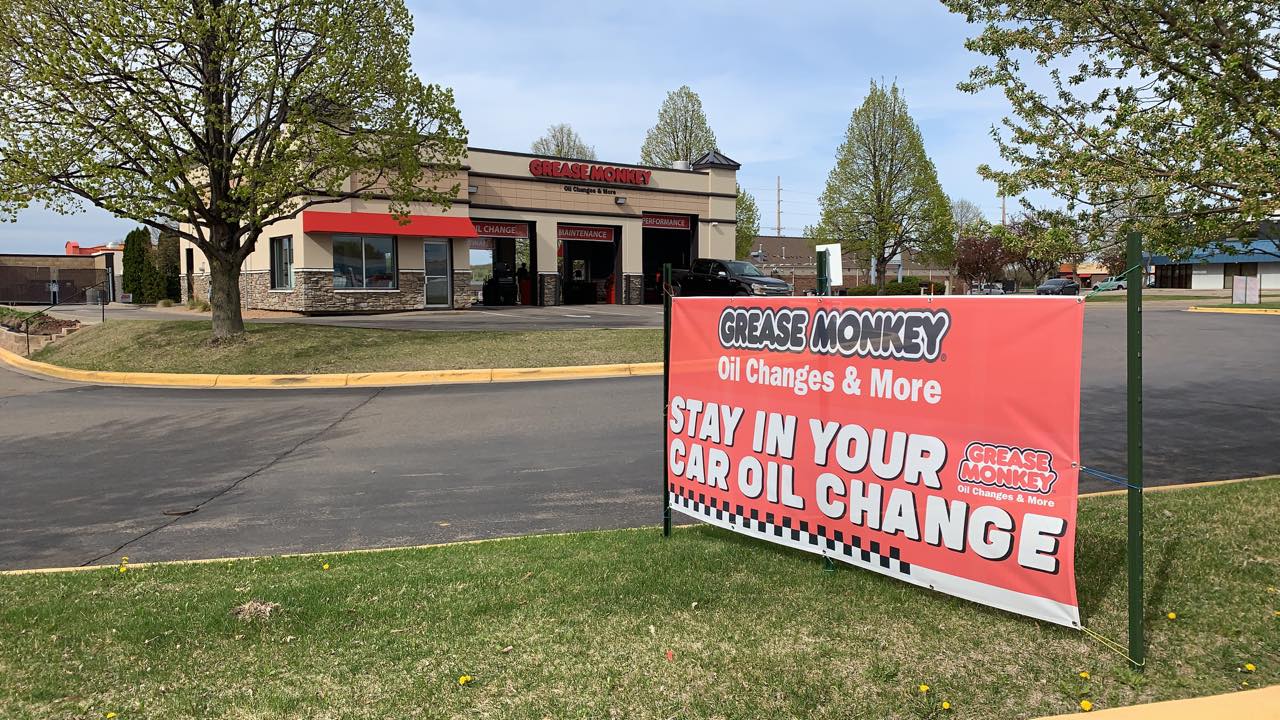 GREASE MONKEY
Oil Changes & More
OIL CHANGE
MAINTENANCE
PERFORMANCE
GREASE MONKEY®
Oil Changes & More
STAY IN YOUR
CAR OIL CHANGE
GREASE
MONKEY
Oil Changes & More